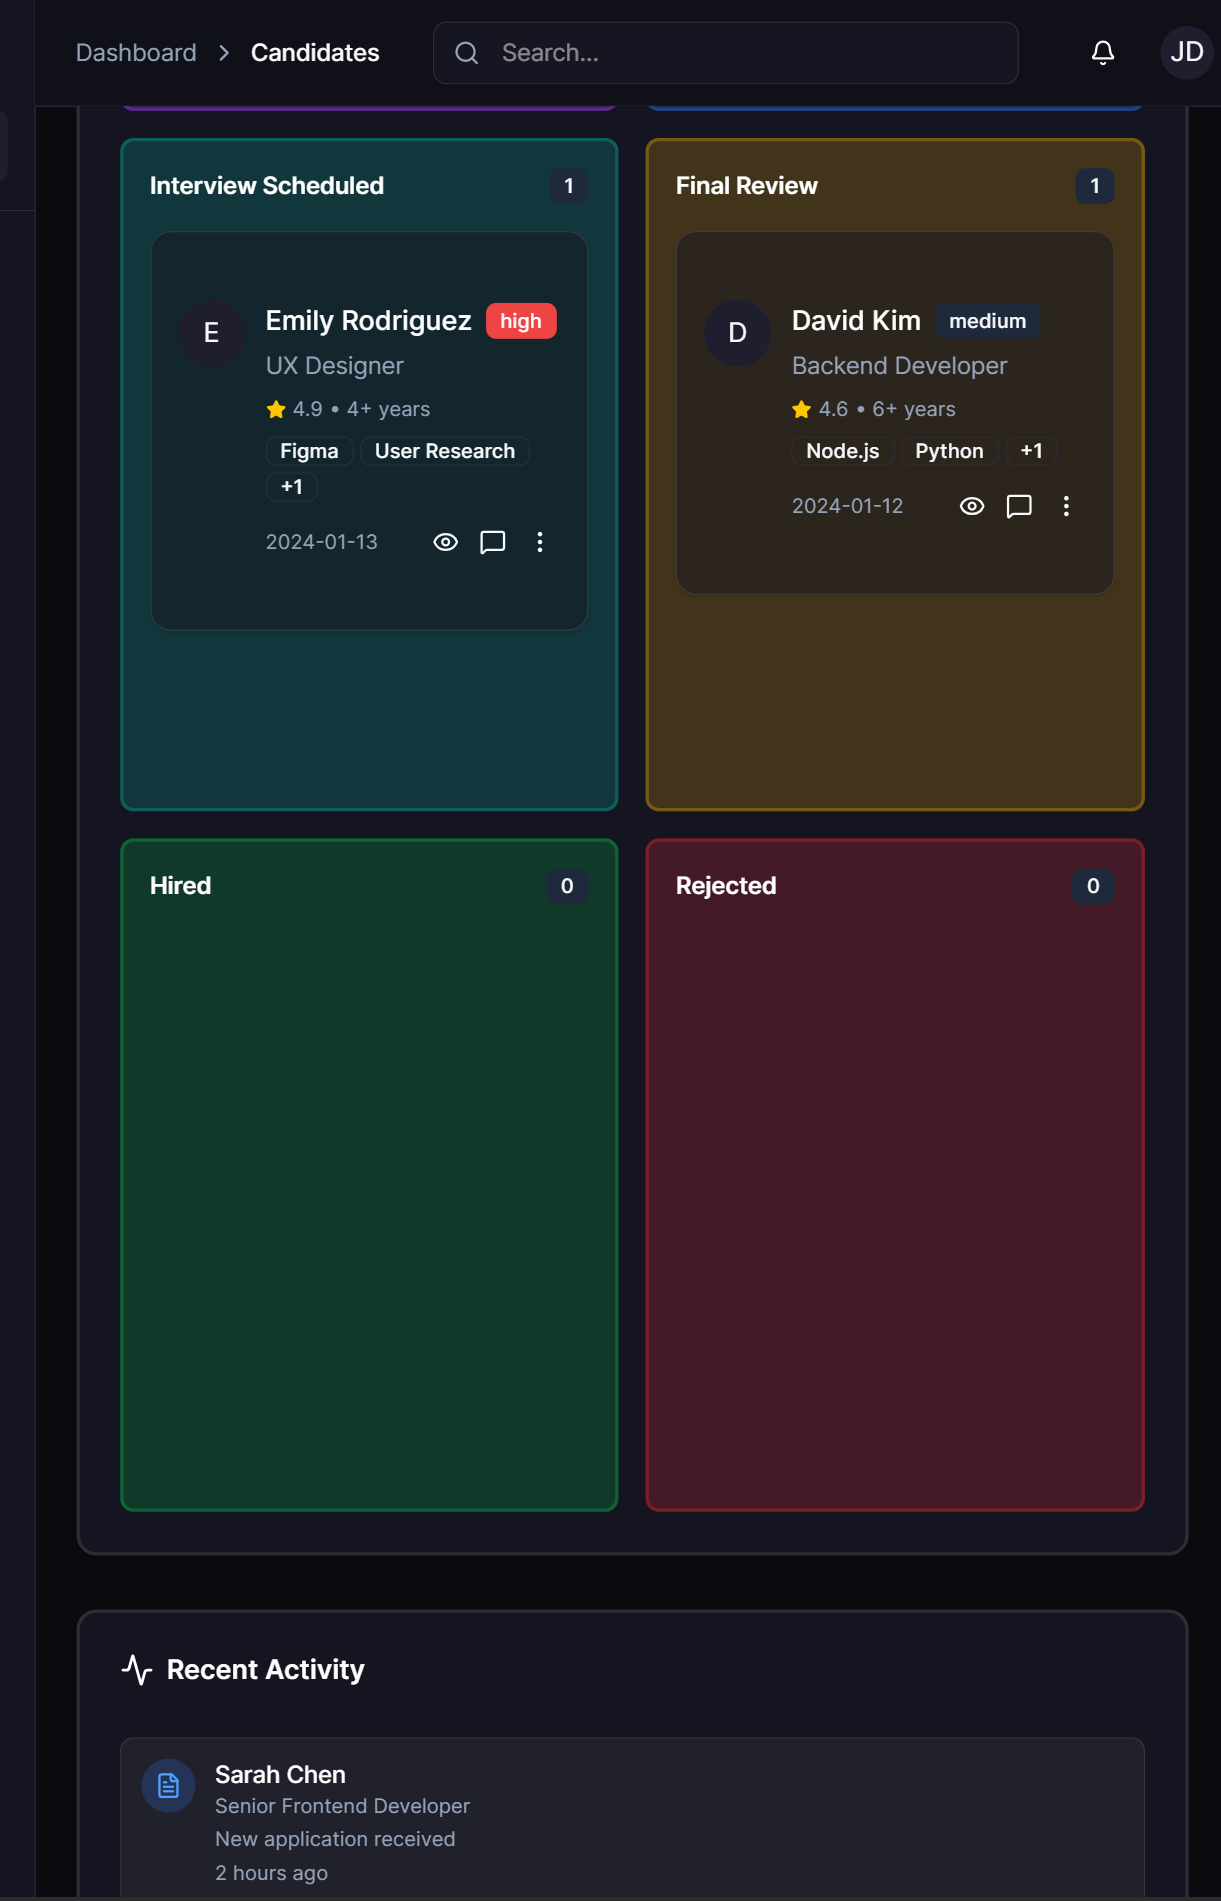 Dashboard > Candidates
Search...
JD
Interview Scheduled
1
E
Emily Rodriguez
high
UX Designer
4.9 • 4+ years
Figma
User Research
+1
2024-01-13
Final Review
1
D
David Kim
medium
Backend Developer
4.6 • 6+ years
Node.js
Python
+1
2024-01-12
Hired
0
Rejected
0
Recent Activity
Sarah Chen
Senior Frontend Developer
New application received
2 hours ago